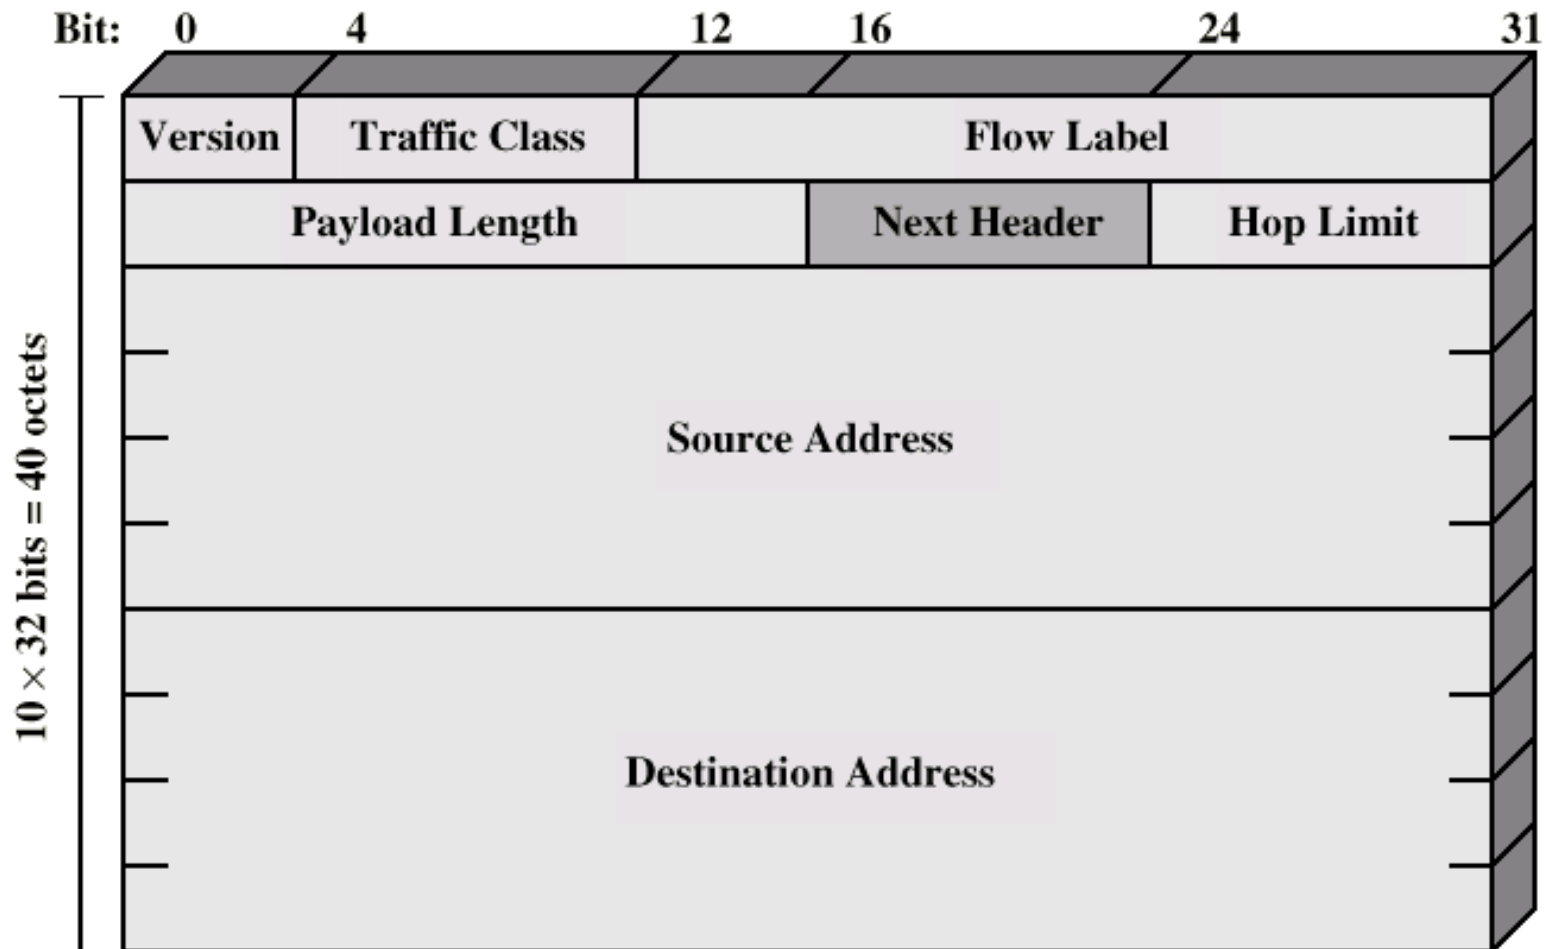 Bit: 0 4 12 16 24 31
Version Traffic Class Flow Label
Payload Length Next Header Hop Limit
Source Address
Destination Address
10 × 32 bits = 40 octets